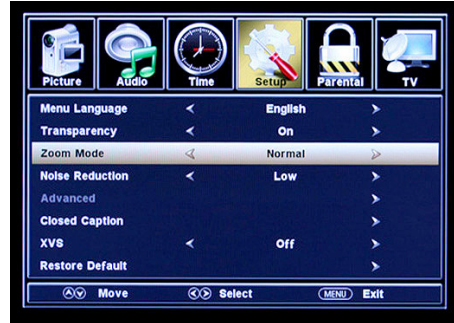 Picture Audio Time Setup Parental TV
Menu Language English
Transparency On
Zoom Mode Normal
Noise Reduction Low
Advanced
Closed Caption
XVS Off
Restore Default
Move Select MENU Exit